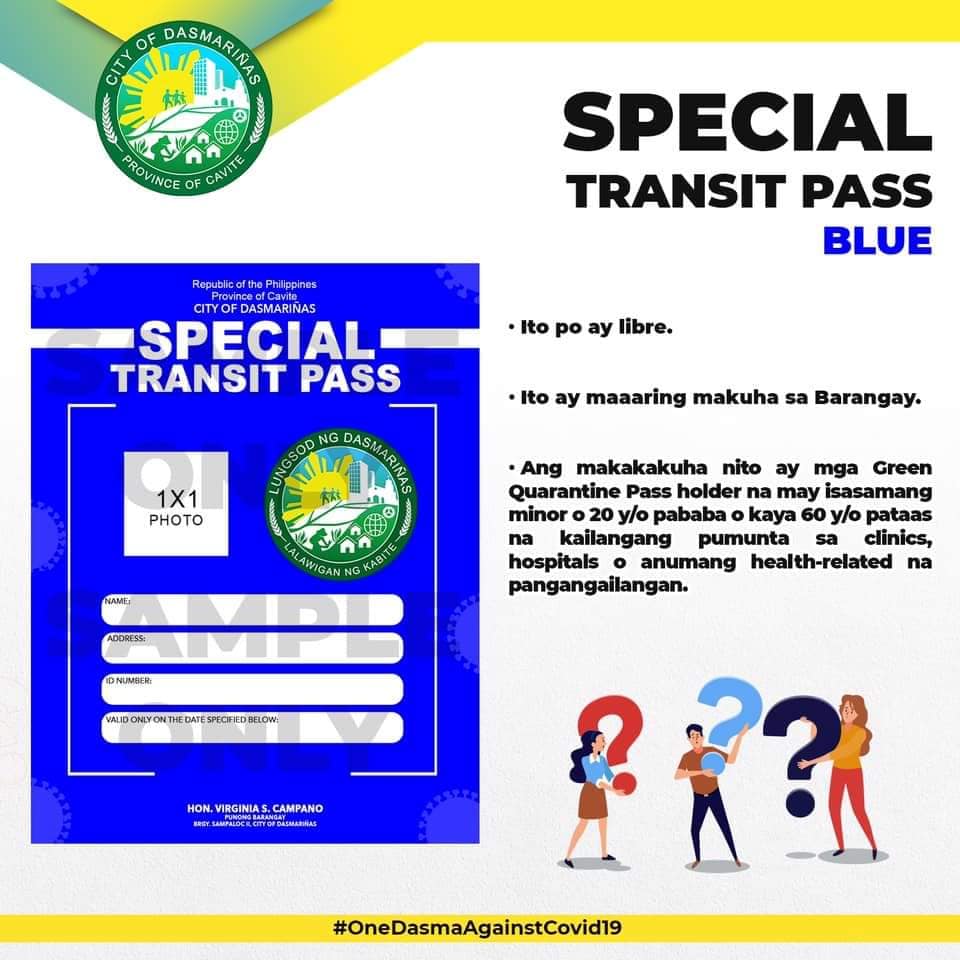 CITY OF DASMARIÑAS
PROVINCE OF CAVITE
SPECIAL
TRANSIT PASS
BLUE
Republic of the Philippines
Province of Cavite
CITY OF DASMARIÑAS
SPECIAL
TRANSIT PASS
SAMPLE
ONLY
1X1
PHOTO
LUNGSOD NG DASMARIÑAS
LALAWIGAN NG KABITE
NAME:
SAMPLE
ADDRESS:
ID NUMBER:
VALID ONLY ON THE DATE SPECIFIED BELOW:
ONLY
HON. VIRGINIA S. CAMPANO
PUNONG BARANGAY
BRGY. SAMPALOC II, CITY OF DASMARIÑAS
• Ito po ay libre.
• Ito ay maaaring makuha sa Barangay.
• Ang makakakuha nito ay mga Green
Quarantine Pass holder na may isasamang
minor o 20 y/o pababa o kaya 60 y/o pataas
na kailangang pumunta sa clinics,
hospitals o anumang health-related na
pangangailangan.
? ? ?
#OneDasmaAgainstCovid19